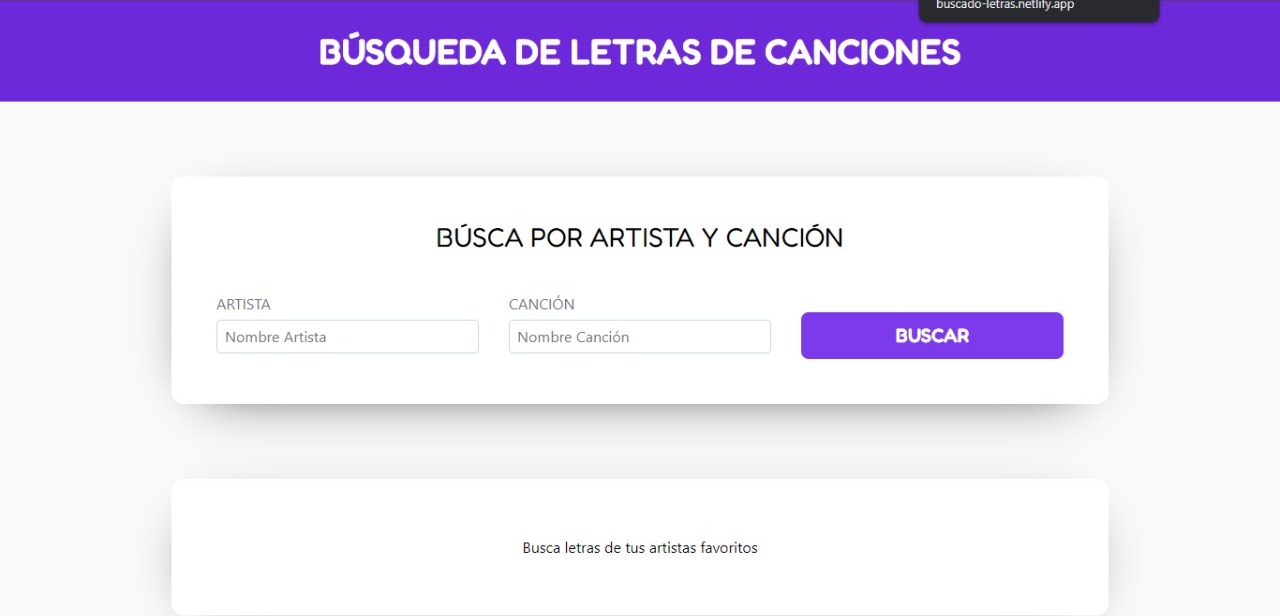 buscado-letras.netlify.app
BÚSQUEDA DE LETRAS DE CANCIONES
BÚSCA POR ARTISTA Y CANCIÓN
ARTISTA
CANCIÓN
Nombre Artista
Nombre Canción
BUSCAR
Busca letras de tus artistas favoritos